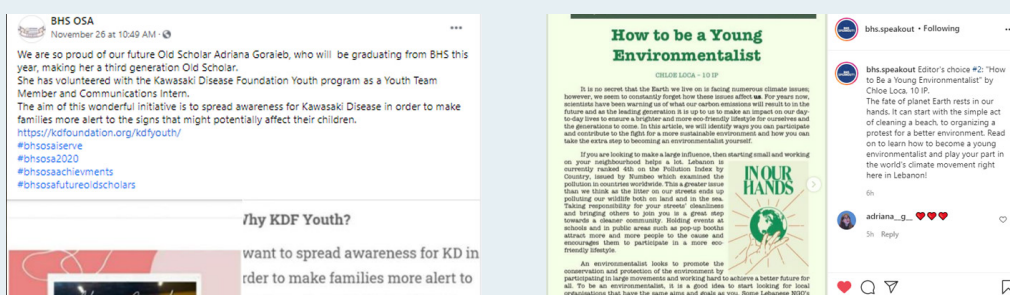 BHS OSA
November 26 at 10:49 AM ·
We are so proud of our future Old Scholar Adriana Goraieb, who will be graduating from BHS this
year, making her a third generation Old Scholar.
She has volunteered with the Kawasaki Disease Foundation Youth program as a Youth Team
Member and Communications Intern.
The aim of this wonderful initiative is to spread awareness for Kawasaki Disease in order to make
families more alert to the signs that might potentially affect their children.
https://kdfoundation.org/kdfyouth/
#bhsosaiserve
#bhsosa2020
#bhsosaachievments
#bhsosafutureoldscholars
Why KDF Youth?
want to spread awareness for KD in
rder to make families more alert to
How to be a Young
Environmentalist
CHLOE LOCA - 10 IP
It is no secret that the Earth we live on is facing numerous climate issues;
however, we seem to constantly forget how these issues affect us. For years now,
scientists have been warning us of what our carbon emissions will result to in the
future and as the leading generation it is up to us to make an impact on our day-
to-day lives to ensure a brighter and more eco-friendly lifestyle for ourselves and
the generations to come. In this article, we will identify ways you can participate
and contribute to the fight for a more sustainable environment and how you can
take the extra step to becoming an environmentalist yourself.
If you are looking to make a large influence, then starting small and working
on your neighbourhood helps a lot. Lebanon is
currently ranked 4th on the Pollution Index by
Country, issued by Numbeo which examined the
pollution in countries worldwide. This a greater issue
than we think as the litter on our streets ends up
polluting our wildlife both on land and in the sea.
Taking responsibility for your streets' cleanliness
and bringing others to join you is a great step
towards a cleaner community. Holding events at
schools and in public areas such as pop-up booths
attract more and more people to the cause and
encourages them to participate in a more eco-
friendly lifestyle.
IN OUR
HANDS
An environmentalist looks to promote the
conservation and protection of the environment by
participating in large movements and working hard to achieve a better future for
all. To be an environmentalist, it is a good idea to start looking for local
organisations that have the same aims and goals as you. Some Lebanese NGO's
bhs.speakout • Following
bhs.speakout Editor's choice #2: "How
to Be a Young Environmentalist" by
Chloe Loca, 10 IP.
The fate of planet Earth rests in our
hands. It can start with the simple act
of cleaning a beach, to organizing a
protest for a better environment. Read
on to learn how to become a young
environmentalist and play your part in
the world's climate movement right
here in Lebanon!
6h
adriana__g__ ❤❤❤
5h Reply